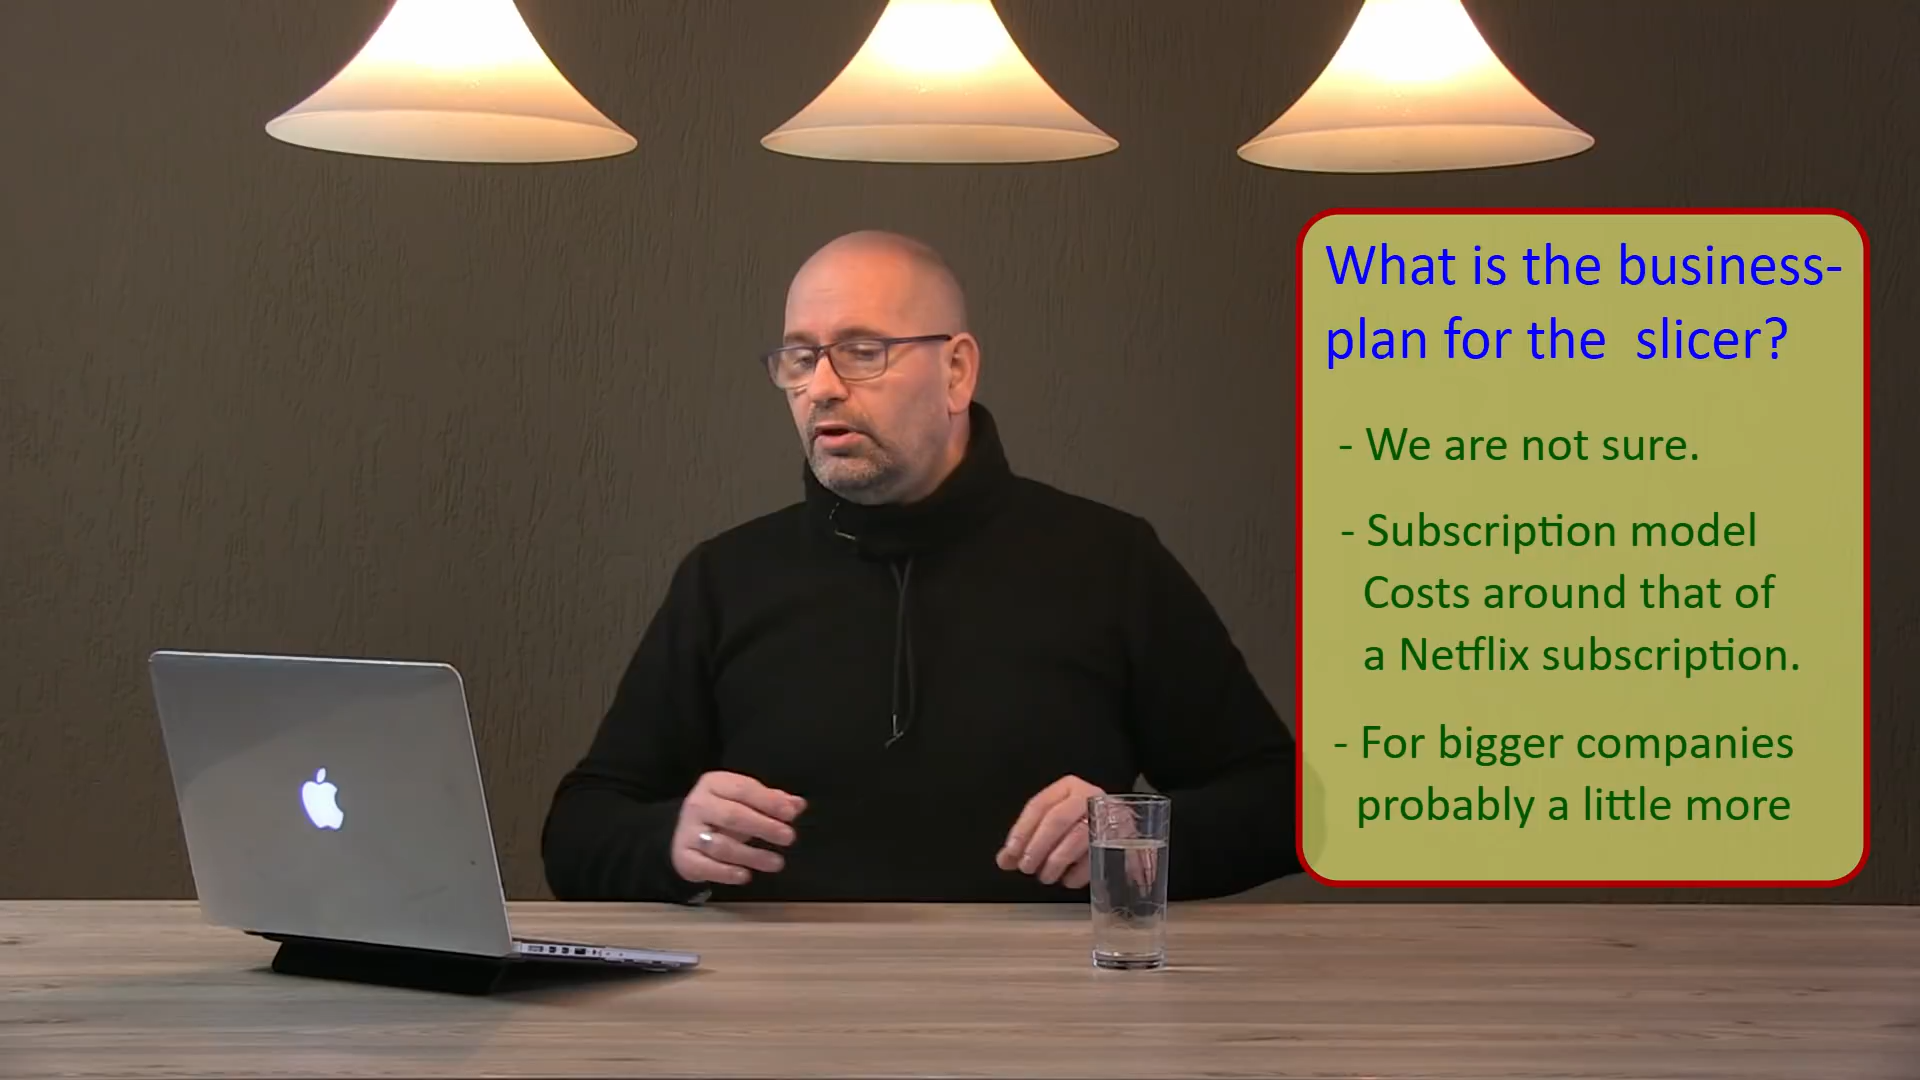 What is the business-
plan for the slicer?
- We are not sure.
- Subscription model
Costs around that of
a Netflix subscription.
- For bigger companies
probably a little more